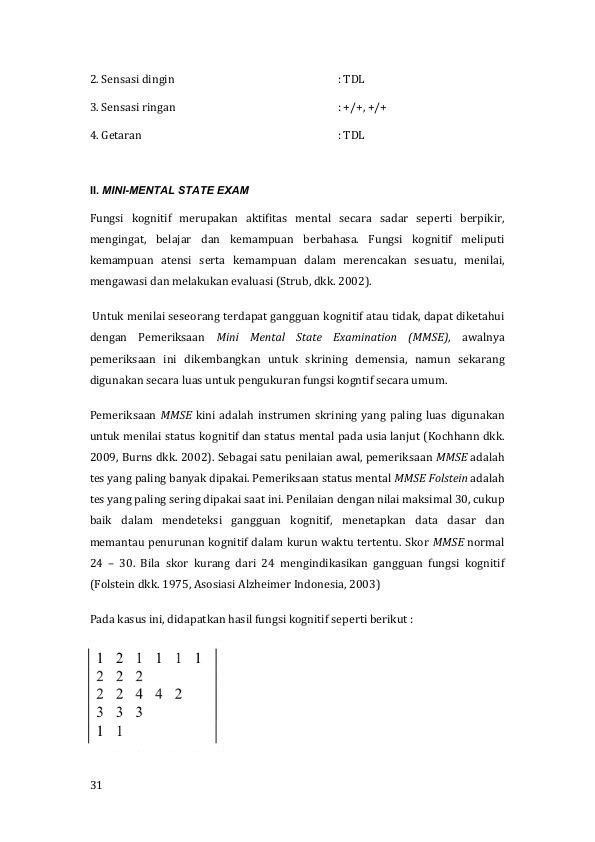 2. Sensasi dingin : TDL
3. Sensasi ringan : +/+, +/+
4. Getaran : TDL
II. MINI-MENTAL STATE EXAM
Fungsi kognitif merupakan aktifitas mental secara sadar seperti berpikir,
mengingat, belajar dan kemampuan berbahasa. Fungsi kognitif meliputi
kemampuan atensi serta kemampuan dalam merencakan sesuatu, menilai,
mengawasi dan melakukan evaluasi (Strub, dkk. 2002).
Untuk menilai seseorang terdapat gangguan kognitif atau tidak, dapat diketahui
dengan Pemeriksaan Mini Mental State Examination (MMSE), awalnya
pemeriksaan ini dikembangkan untuk skrining demensia, namun sekarang
digunakan secara luas untuk pengukuran fungsi kogntif secara umum.
Pemeriksaan MMSE kini adalah instrumen skrining yang paling luas digunakan
untuk menilai status kognitif dan status mental pada usia lanjut (Kochhann dkk.
2009, Burns dkk. 2002). Sebagai satu penilaian awal, pemeriksaan MMSE adalah
tes yang paling banyak dipakai. Pemeriksaan status mental MMSE Folstein adalah
tes yang paling sering dipakai saat ini. Penilaian dengan nilai maksimal 30, cukup
baik dalam mendeteksi gangguan kognitif, menetapkan data dasar dan
memantau penurunan kognitif dalam kurun waktu tertentu. Skor MMSE normal
24 – 30. Bila skor kurang dari 24 mengindikasikan gangguan fungsi kognitif
(Folstein dkk. 1975, Asosiasi Alzheimer Indonesia, 2003)
Pada kasus ini, didapatkan hasil fungsi kognitif seperti berikut :
1 2 1 1 1 1
2 2 2
2 2 4 4 2
3 3 3
1 1
31